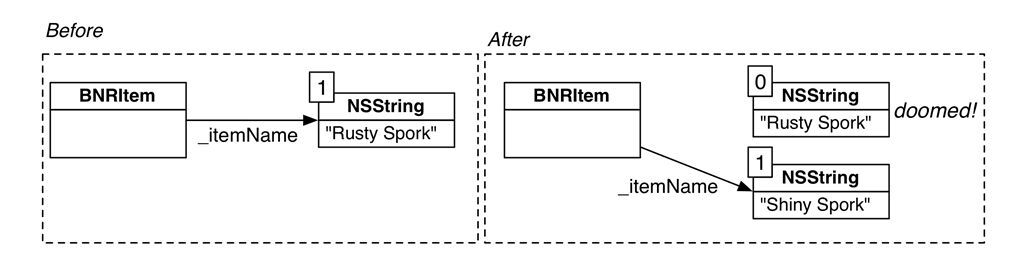 Before
BNRItem
_itemName
1
NSString
"Rusty Spork"
After
BNRItem
_itemName
0
NSString
"Rusty Spork"
doomed!
1
NSString
"Shiny Spork"